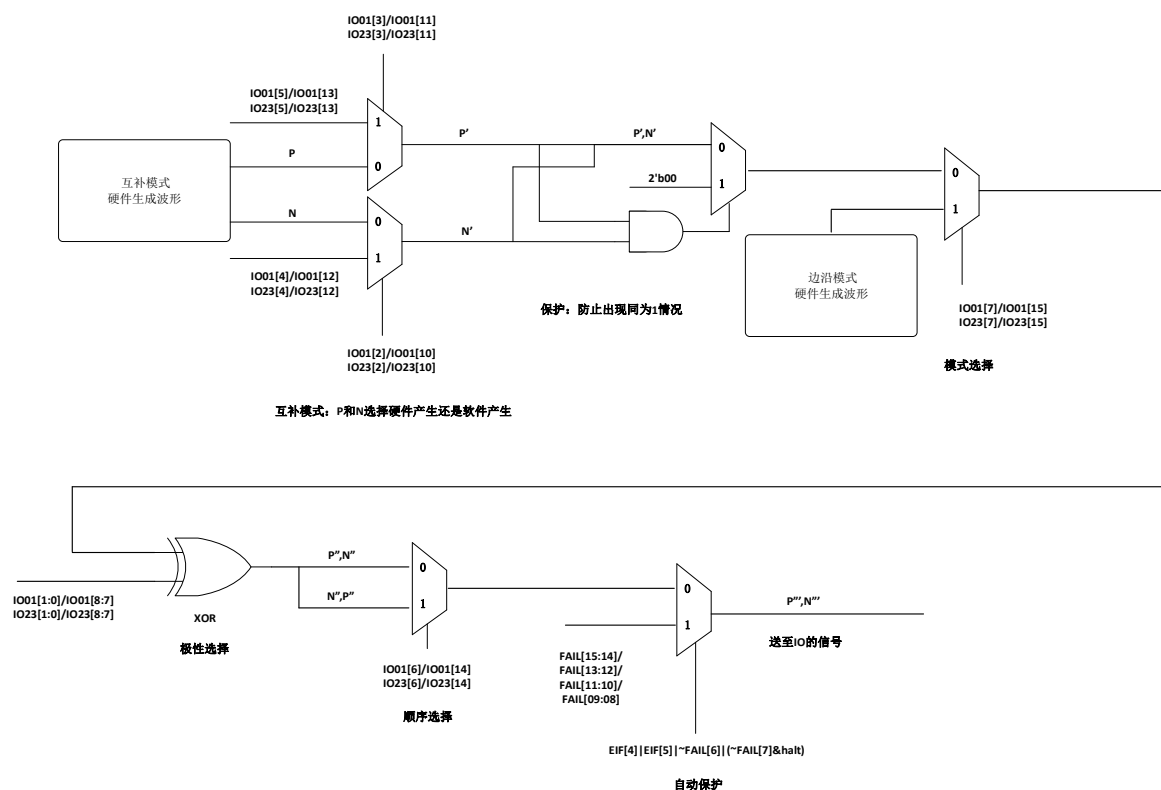 IO01[3]/IO01[11]
IO23[3]/IO23[11]
IO01[5]/IO01[13]
IO23[5]/IO23[13]
1
P
0
P'
互补模式
硬件生成波形
N
0
1
N'
IO01[4]/IO01[12]
IO23[4]/IO23[12]
IO01[2]/IO01[10]
IO23[2]/IO23[10]
互补模式：P和N选择硬件产生还是软件产生
P',N'
0
2'b00
1
保护：防止出现同为1情况
0
1
边沿模式
硬件生成波形
IO01[7]/IO01[15]
IO23[7]/IO23[15]
模式选择
IO01[1:0]/IO01[8:7]
IO23[1:0]/IO23[8:7]
XOR
极性选择
P",N"
0
N",P"
1
IO01[6]/IO01[14]
IO23[6]/IO23[14]
顺序选择
0
1
FAIL[15:14]/
FAIL[13:12]/
FAIL[11:10]/
FAIL[09:08]
P"',N"'
送至IO的信号
EIF[4]||EIF[5]||~FAIL[6]||(~FAIL[7]&halt)
自动保护